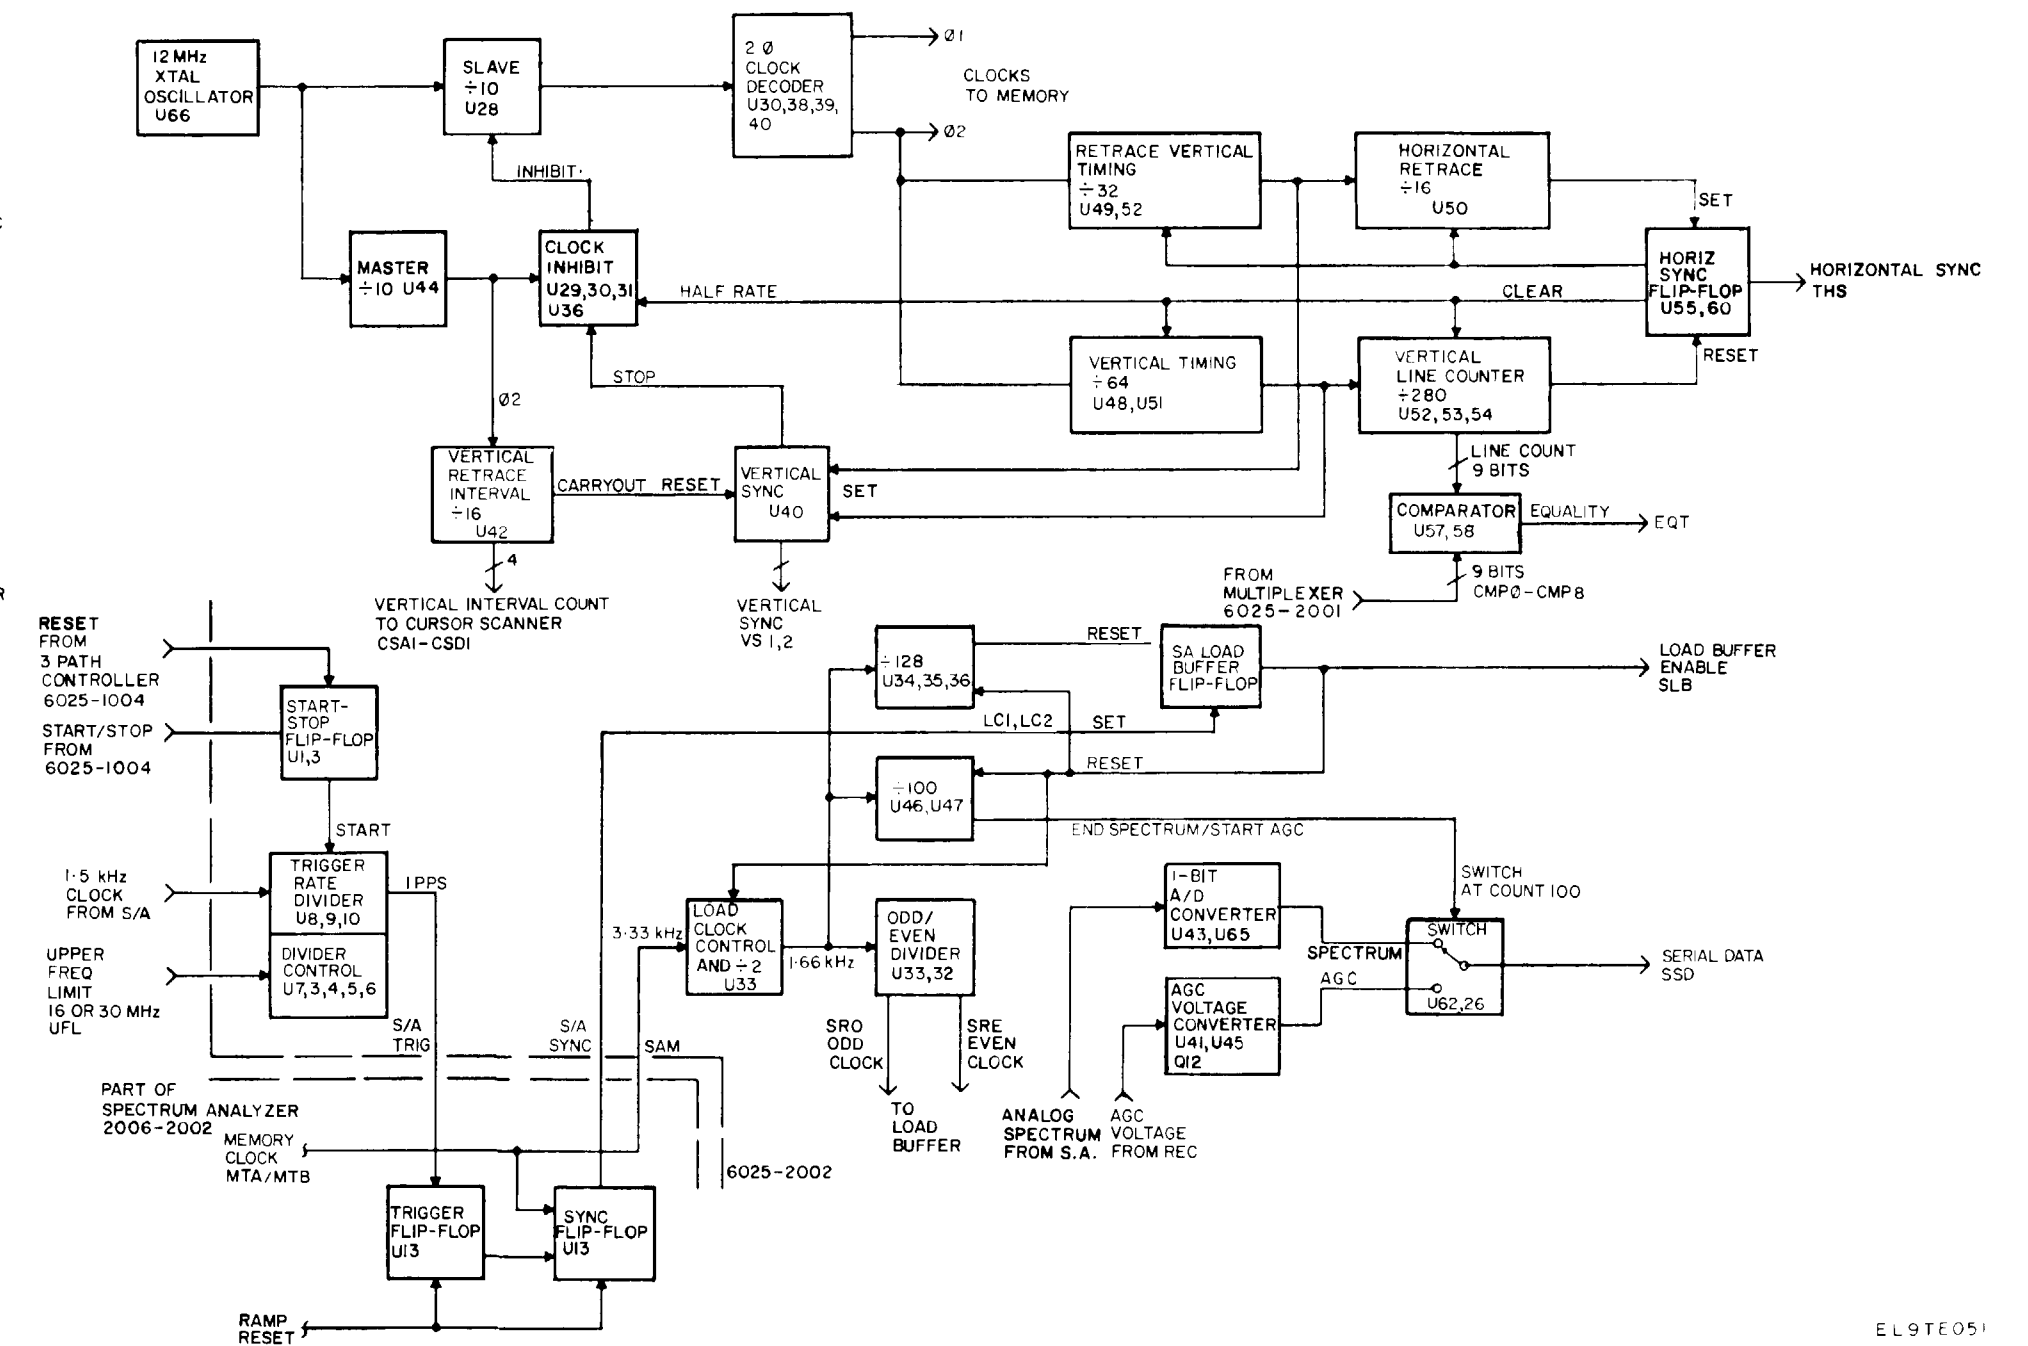 12 MHz
XTAL
OSCILLATOR
U66
SLAVE
÷10
U28
2 Ø
CLOCK
DECODER
U30,38,39,
40
Ø1
CLOCKS
TO MEMORY
Ø2
INHIBIT
MASTER
÷10 U44
CLOCK
INHIBIT
U29,30,31
U36
RETRACE VERTICAL
TIMING
÷32
U49,52
HORIZONTAL
RETRACE
÷16
U50
SET
HORIZ
SYNC
FLIP-FLOP
U55,60
HORIZONTAL SYNC
THS
HALF RATE
CLEAR
RESET
VERTICAL TIMING
÷64
U48,U51
VERTICAL
LINE COUNTER
÷280
U52,53,54
STOP
Ø2
VERTICAL
RETRACE
INTERVAL
÷16
U42
CARRYOUT RESET
VERTICAL
SYNC
U40
SET
LINE COUNT
9 BITS
COMPARATOR
U57,58
EQUALITY
EQT
4
VERTICAL INTERVAL COUNT
TO CURSOR SCANNER
CSA1-CSD1
VERTICAL
SYNC
VS 1,2
FROM
MULTIPLEXER
6025-2001
9 BITS
CMPØ-CMP8
RESET
FROM
3 PATH
CONTROLLER
6025-1004
START/STOP
FROM
6025-1004
START-
STOP
FLIP-FLOP
U1,3
÷128
U34,35,36
RESET
SA LOAD
BUFFER
FLIP-FLOP
LOAD BUFFER
ENABLE
SLB
LC1,LC2
SET
RESET
÷100
U46,U47
END SPECTRUM/START AGC
START
1.5 kHz
CLOCK
FROM S/A
TRIGGER
RATE
DIVIDER
U8,9,10
1 PPS
UPPER
FREQ
LIMIT
16 OR 30 MHz
UFL
DIVIDER
CONTROL
U7,3,4,5,6
3.33 kHz
LOAD
CLOCK
CONTROL
AND ÷2
U33
1.66 kHz
ODD/
EVEN
DIVIDER
U33,32
1-BIT
A/D
CONVERTER
U43,U65
SWITCH
AT COUNT 100
SPECTRUM
AGC
SWITCH
U62,26
SERIAL DATA
SSD
AGC
VOLTAGE
CONVERTER
U41,U45
Q12
S/A
TRIG
S/A
SYNC
SAM
SRO
ODD
CLOCK
SRE
EVEN
CLOCK
TO
LOAD
BUFFER
ANALOG
SPECTRUM
FROM S.A.
AGC
VOLTAGE
FROM REC
PART OF
SPECTRUM ANALYZER
2006-2002
MEMORY
CLOCK
MTA/MTB
6025-2002
TRIGGER
FLIP-FLOP
U13
SYNC
FLIP-FLOP
U13
RAMP
RESET
EL9TE051